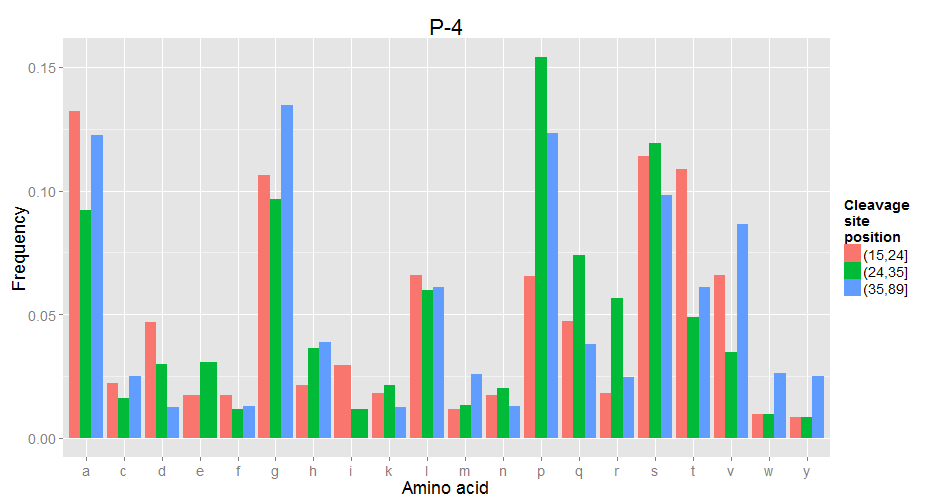 P-4
0.15
0.10
0.05
0.00
Frequency
a c d e f g h i k l m n p q r s t v w y
Amino acid
Cleavage
site
position
(15,24]
(24,35]
(35,89]